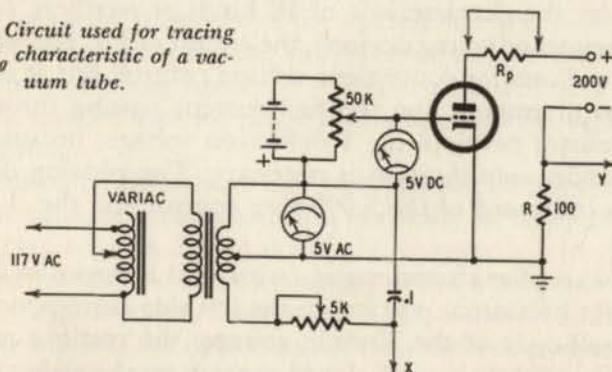 Circuit used for tracing
g characteristic of a vac-
uum tube.
50K
Rp
+
200V
−
+
5V DC
VARIAC
Y
R
100
5V AC
117 V AC
.1
5K
Y X